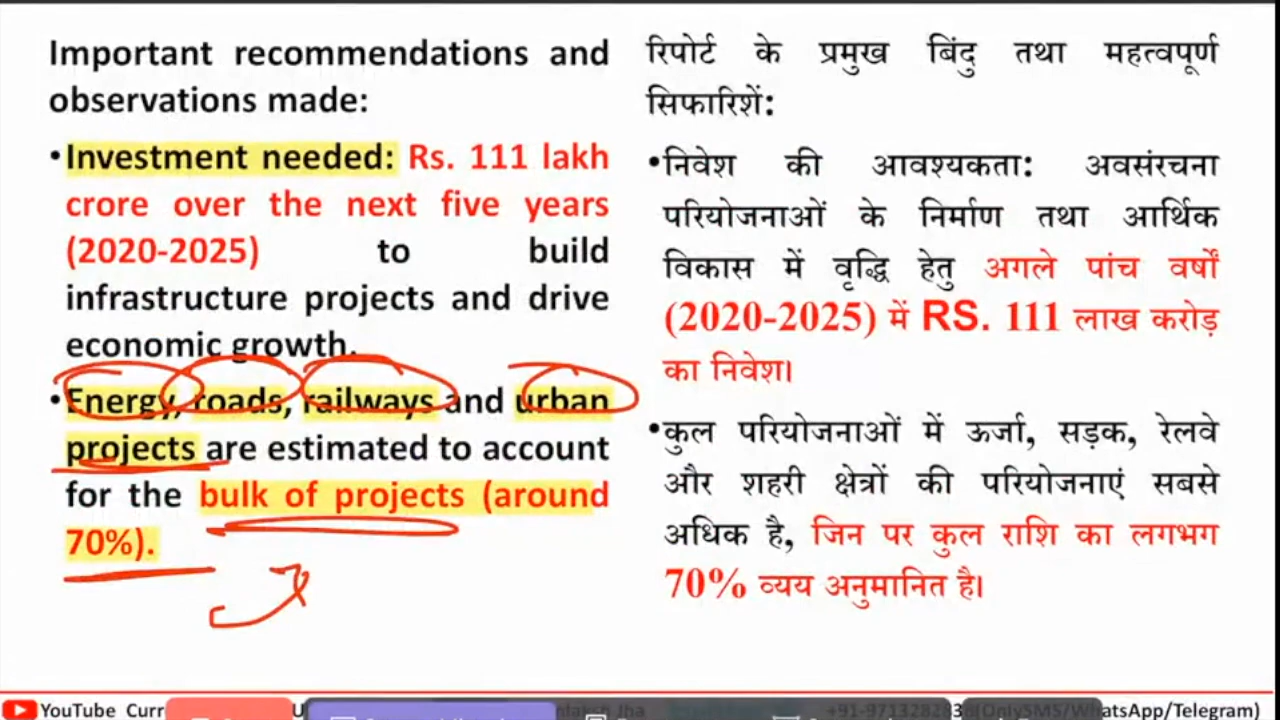 Important recommendations and
observations made:
•Investment needed: Rs. 111 lakh
crore over the next five years
(2020-2025) to build
infrastructure projects and drive
economic growth.
•Energy, roads, railways and urban
projects are estimated to account
for the bulk of projects (around
70%).
रिपोर्ट के प्रमुख बिंदु तथा महत्वपूर्ण
सिफारिशें:
•निवेश की आवश्यकता: अवसंरचना
परियोजनाओं के निर्माण तथा आर्थिक
विकास में वृद्धि हेतु अगले पांच वर्षों
(2020-2025) में RS. 111 लाख करोड़
का निवेश।
•कुल परियोजनाओं में ऊर्जा, सड़क, रेलवे
और शहरी क्षेत्रों की परियोजनाएं सबसे
अधिक है, जिन पर कुल राशि का लगभग
70% व्यय अनुमानित है।
YouTube Curr
(Only SMS/WhatsApp/Telegram)